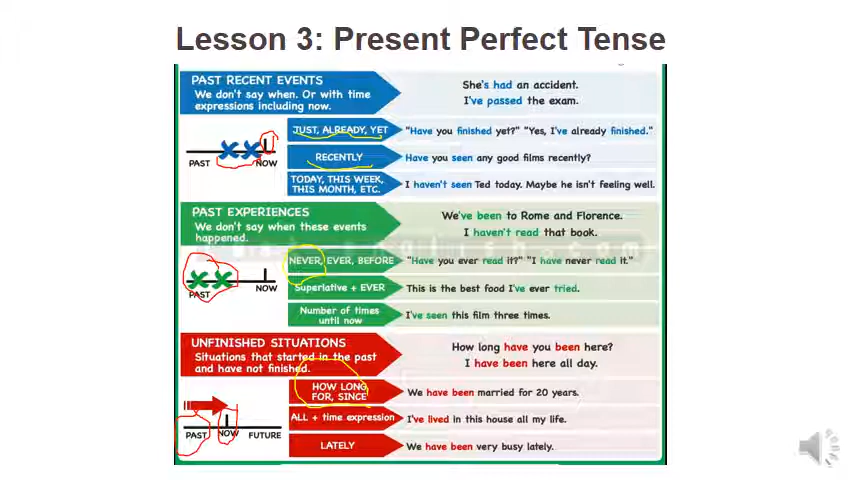 Lesson 3: Present Perfect Tense
PAST RECENT EVENTS
We don't say when. Or with time
expressions including now.
She's had an accident.
I've passed the exam.
PAST
NOW
JUST, ALREADY, YET
"Have you finished yet?" "Yes, I've already finished."
RECENTLY
Have you seen any good films recently?
TODAY, THIS WEEK,
THIS MONTH, ETC.
I haven't seen Ted today. Maybe he isn't feeling well.
PAST EXPERIENCES
We don't say when these events
happened.
We've been to Rome and Florence.
I haven't read that book.
PAST
NOW
NEVER, EVER, BEFORE
"Have you ever read it?" "I have never read it."
Superlative + EVER
This is the best food I've ever tried.
Number of times
until now
I've seen this film three times.
UNFINISHED SITUATIONS
Situations that started in the past
and have not finished.
How long have you been here?
I have been here all day.
PAST
NOW
FUTURE
HOW LONG
FOR, SINCE
We have been married for 20 years.
ALL + time expression
I've lived in this house all my life.
LATELY
We have been very busy lately.